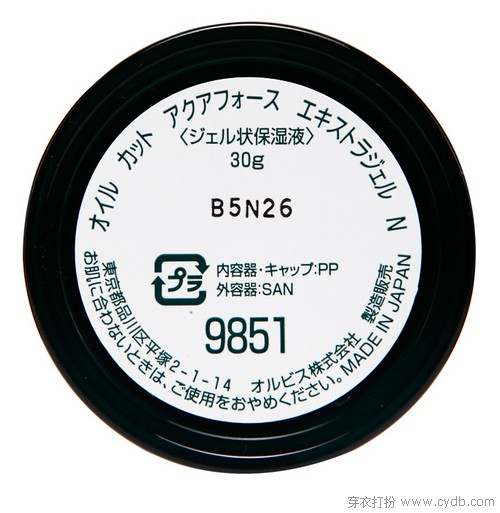 オイル カット アクアフォース エキストラジェル N
〈ジェル状保湿液〉
30g
B5N26
プラ
内容器・キャップ:PP
外容器:SAN
9851
東京都品川区平塚2-1-14 オルビス株式会社 製造販売
お肌に合わないときは、ご使用をおやめください。MADE IN JAPAN
穿衣打扮 www.cydb.com